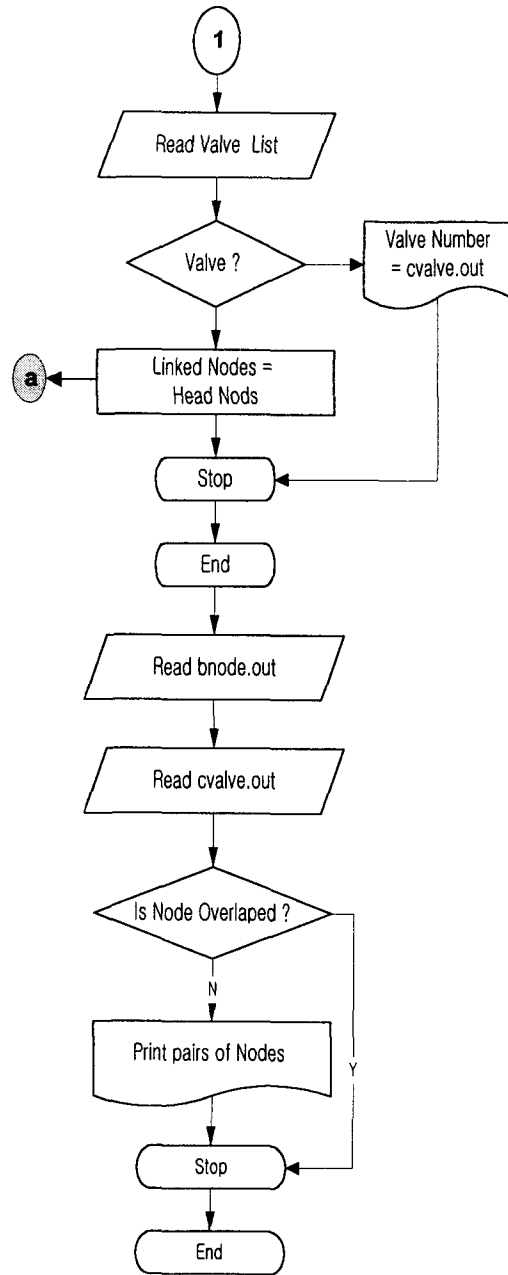 1
Read Valve List
Valve ?
Valve Number
= cvalve.out
a
Linked Nodes =
Head Nods
Stop
End
Read bnode.out
Read cvalve.out
Is Node Overlaped ?
N
Print pairs of Nodes
Y
Stop
End